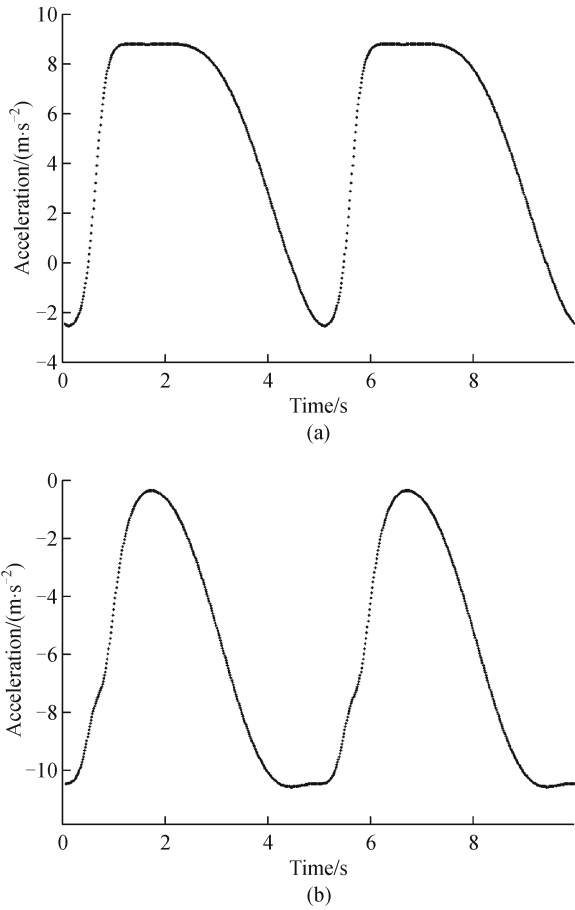 10
8
6
4
2
0
−2
−4
Acceleration/(m·s⁻²)
0 2 4 6 8
Time/s
(a)
0
−2
−4
−6
−8
−10
Acceleration/(m·s⁻²)
0 2 4 6 8
Time/s
(b)